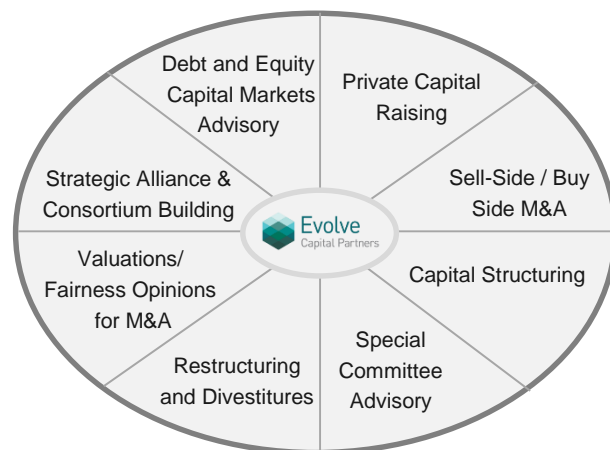 Debt and Equity
Capital Markets
Advisory
Private Capital
Raising
Strategic Alliance &
Consortium Building
Sell-Side / Buy
Side M&A
Evolve
Capital Partners
Valuations/
Fairness Opinions
for M&A
Capital Structuring
Restructuring
and Divestitures
Special
Committee
Advisory